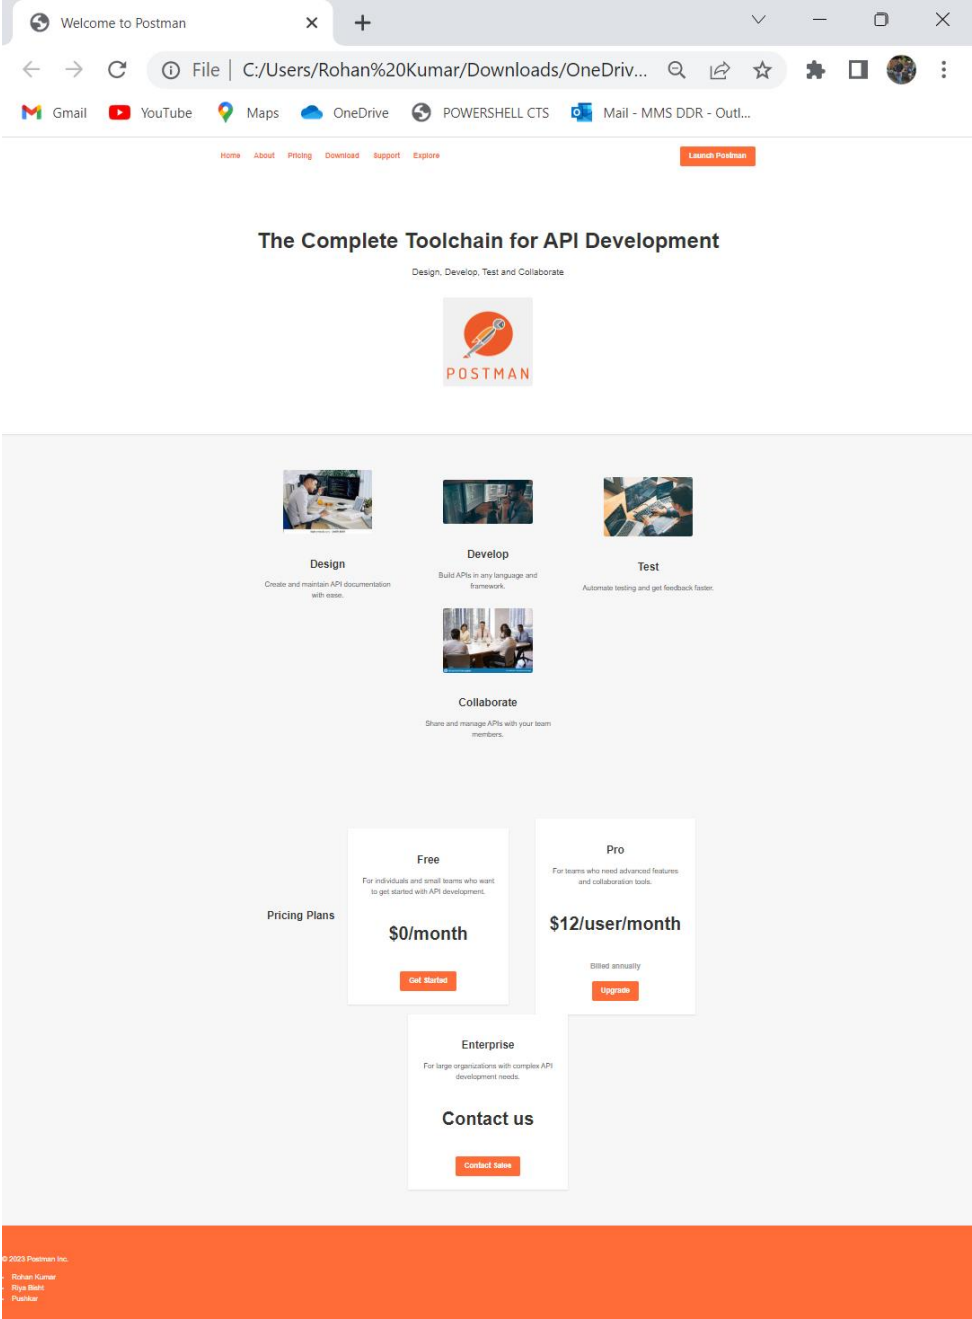 Welcome to Postman
File | C:/Users/Rohan%20Kumar/Downloads/OneDriv...
Gmail YouTube Maps OneDrive POWERSHELL CTS Mail - MMS DDR - Outl...
Home About Pricing Download Support Explore Launch Postman
The Complete Toolchain for API Development
Design, Develop, Test and Collaborate
POSTMAN
Design
Create and maintain API documentation
with ease.
Develop
Build APIs in any language and
framework.
Test
Automate testing and get feedback faster.
Collaborate
Share and manage APIs with your team
members.
Pricing Plans
Free
For individuals and small teams who want
to get started with API development.
$0/month
Get Started
Pro
For teams who need advanced features
and collaboration tools.
$12/user/month
Billed annually
Upgrade
Enterprise
For large organizations with complex API
development needs.
Contact us
Contact Sales
© 2023 Postman Inc.
Rohan Kumar
Riya Bisht
Pushkar